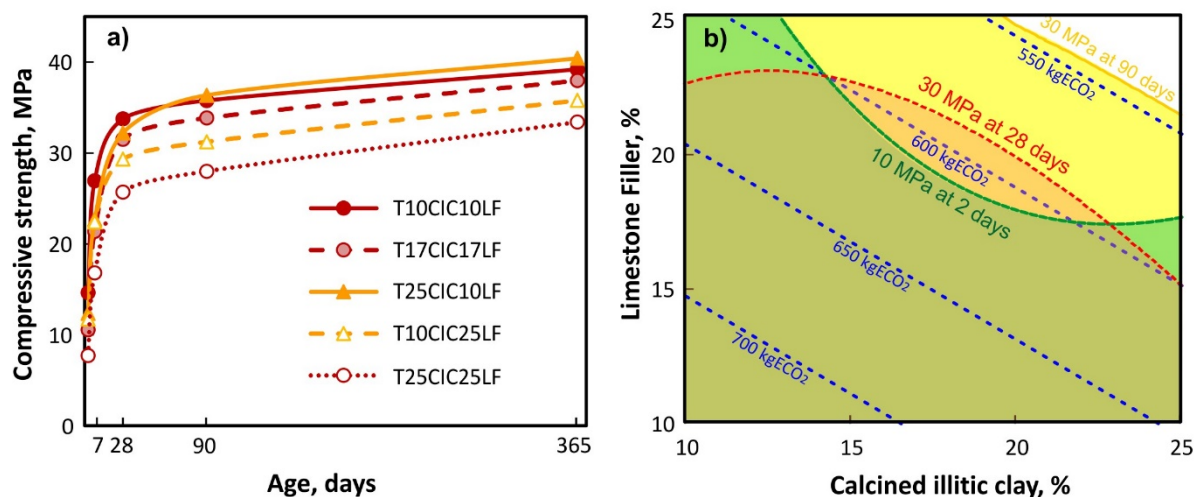 a)
Compressive strength, MPa
40
30
20
10
0
7 28 90 365
Age, days
T10CIC10LF
T17CIC17LF
T25CIC10LF
T10CIC25LF
T25CIC25LF
b)
Limestone Filler, %
25
20
15
10
10 15 20 25
Calcined illitic clay, %
30 MPa at 90 days
550 kgECO₂
30 MPa at 28 days
600 kgECO₂
10 MPa at 2 days
650 kgECO₂
700 kgECO₂